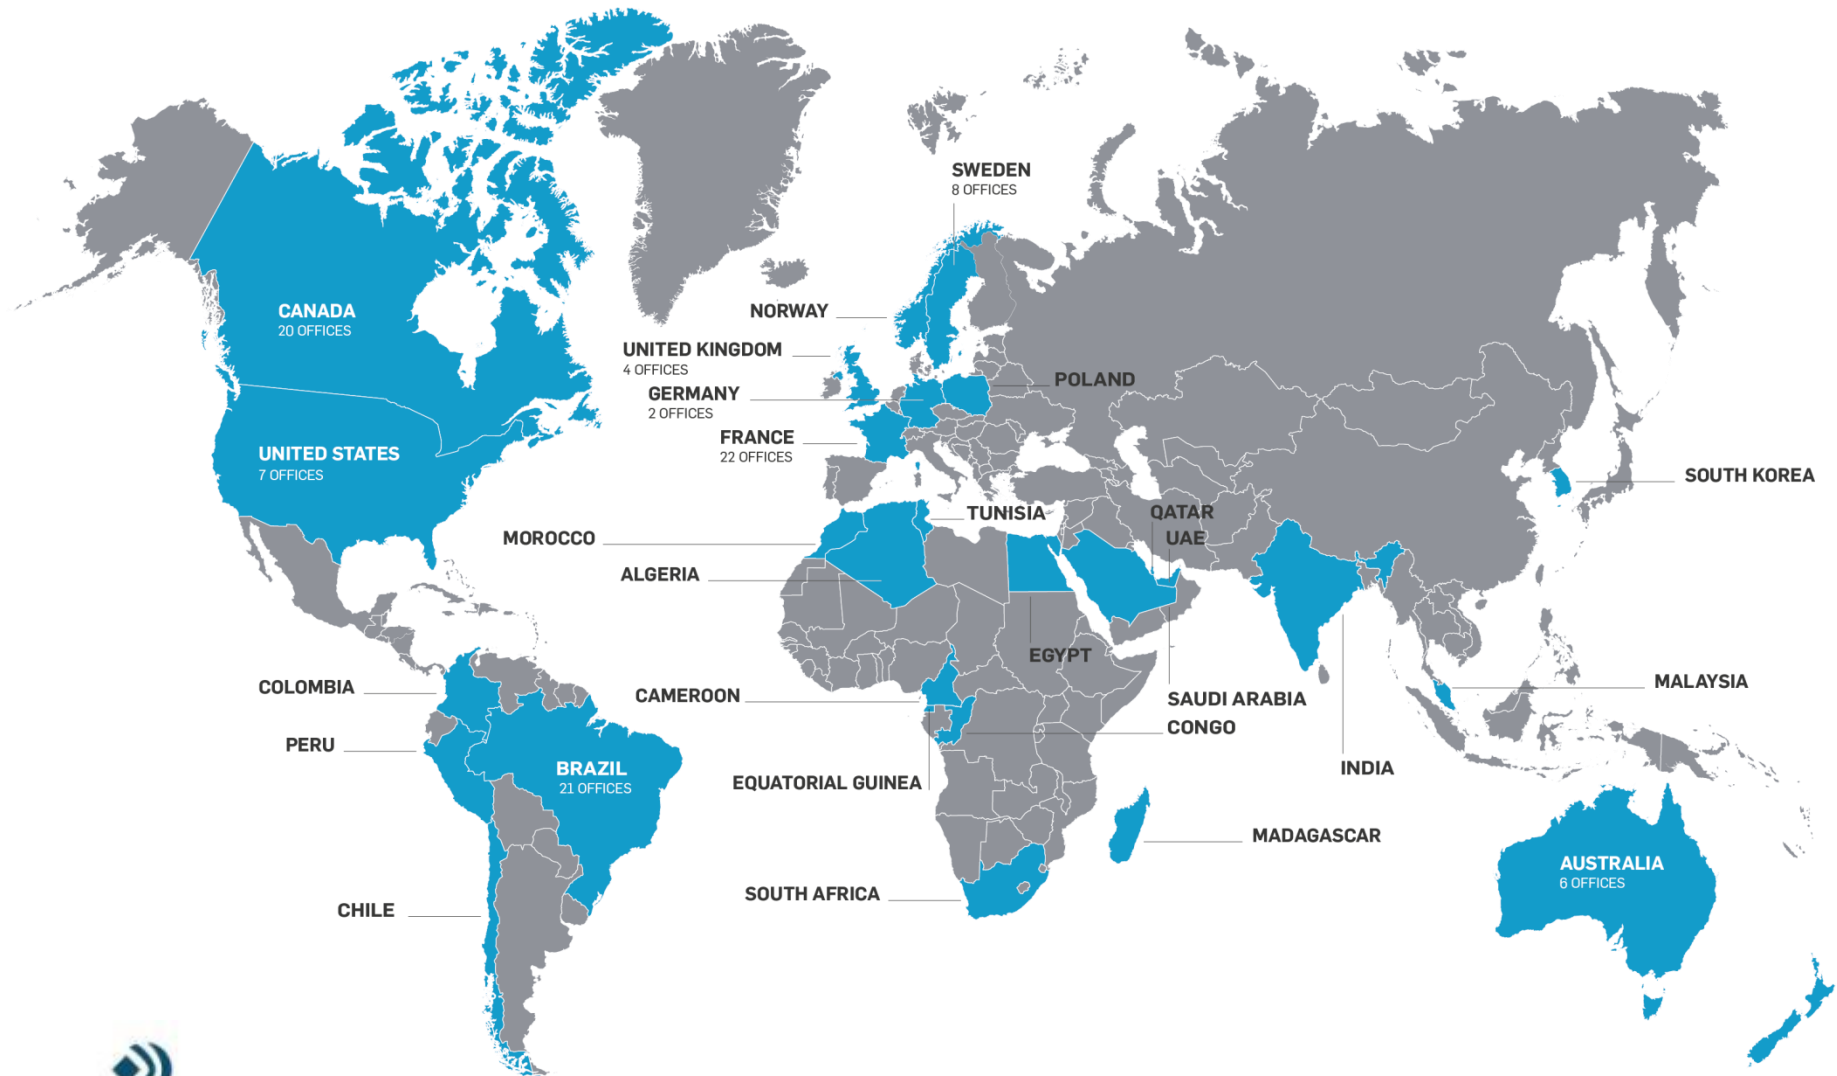 SWEDEN
8 OFFICES
CANADA
20 OFFICES
NORWAY
UNITED KINGDOM
4 OFFICES
GERMANY
2 OFFICES
POLAND
FRANCE
22 OFFICES
UNITED STATES
7 OFFICES
SOUTH KOREA
TUNISIA
QATAR
UAE
MOROCCO
ALGERIA
EGYPT
COLOMBIA
CAMEROON
SAUDI ARABIA
CONGO
MALAYSIA
PERU
BRAZIL
21 OFFICES
EQUATORIAL GUINEA
INDIA
MADAGASCAR
AUSTRALIA
6 OFFICES
SOUTH AFRICA
CHILE